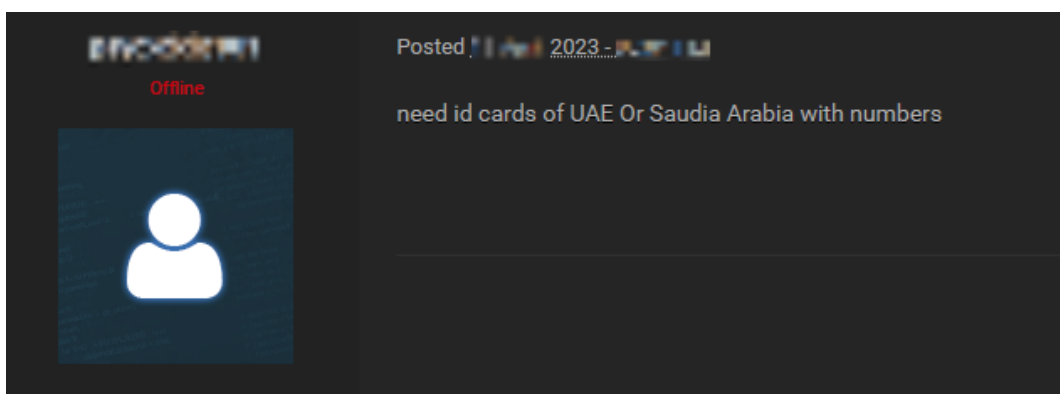 Offline
Posted 2023 -
need id cards of UAE Or Saudia Arabia with numbers